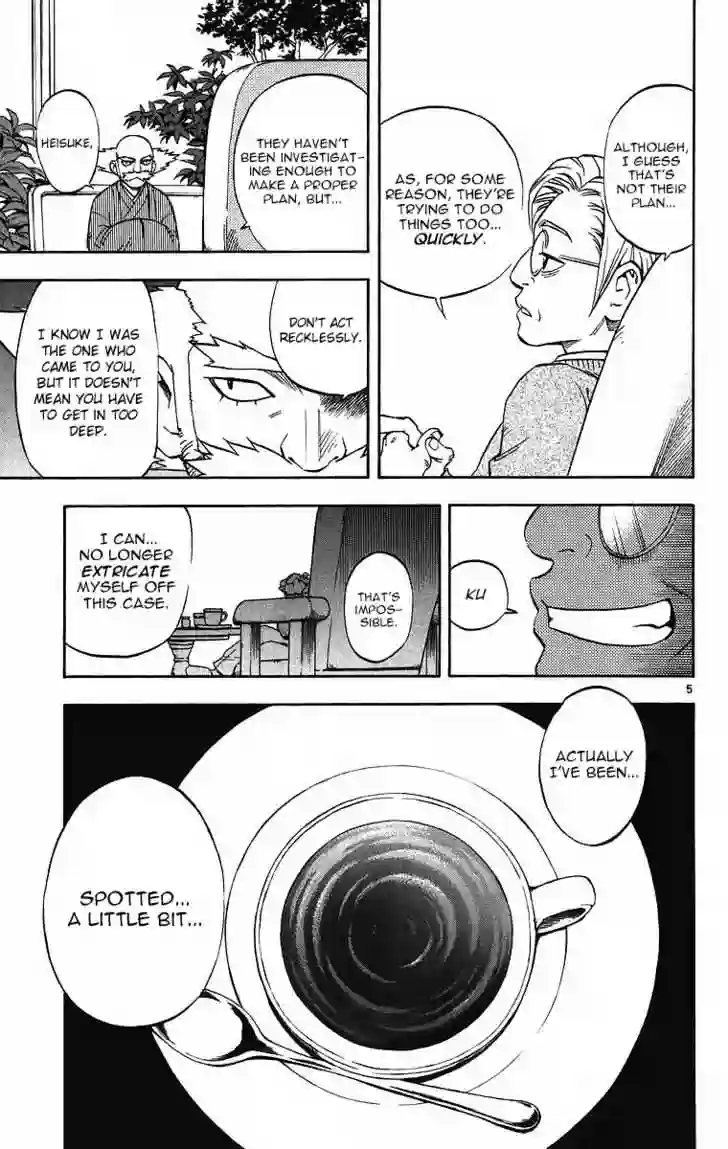 ALTHOUGH,
I GUESS
THAT'S
NOT THEIR
PLAN...
AS, FOR SOME
REASON, THEY'RE
TRYING TO DO
THINGS TOO...
QUICKLY.
THEY HAVEN'T
BEEN INVESTIGAT-
ING ENOUGH TO
MAKE A PROPER
PLAN, BUT...
HEISUKE,
DON'T ACT
RECKLESSLY.
I KNOW I WAS
THE ONE WHO
CAME TO YOU,
BUT IT DOESN'T
MEAN YOU HAVE
TO GET IN TOO
DEEP.
KU
THAT'S
IMPOS-
SIBLE.
I CAN...
NO LONGER
EXTRICATE
MYSELF OFF
THIS CASE.
5
ACTUALLY
I'VE BEEN...
SPOTTED...
A LITTLE BIT...